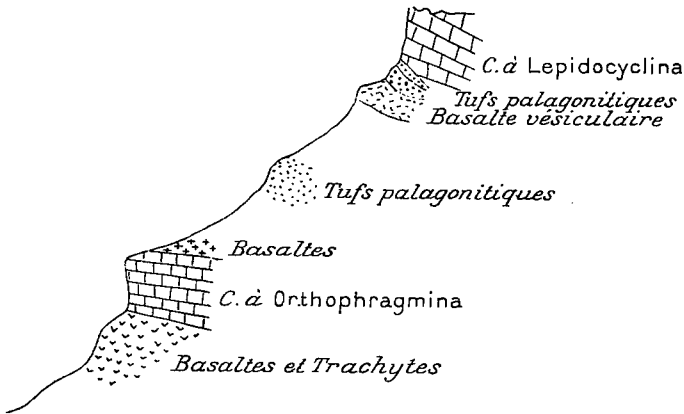 C. à Lepidocyclina
Tufs palagonitiques
Basalte vésiculaire
Tufs palagonitiques
Basaltes
C. à Orthophragmina
Basaltes et Trachytes